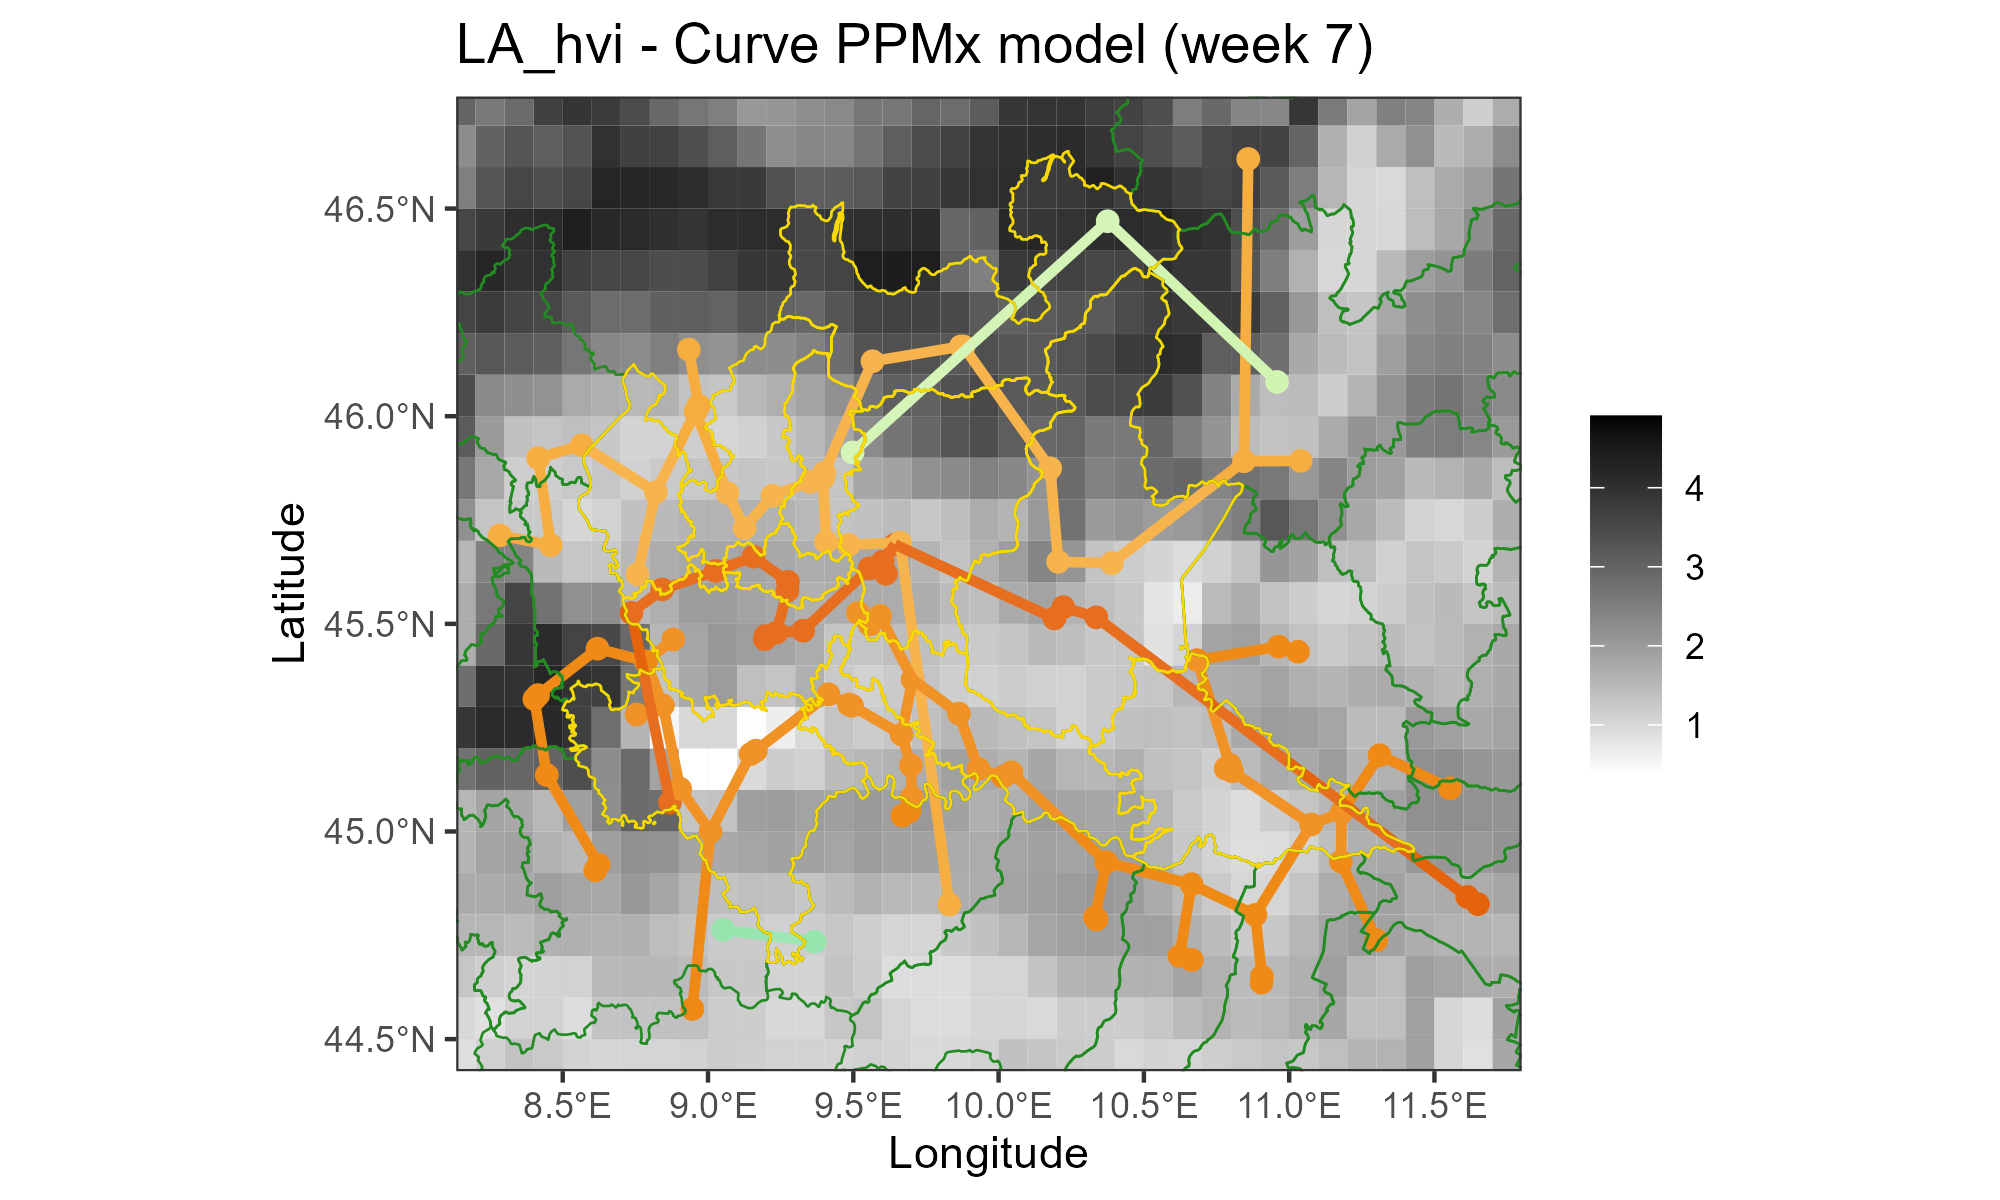 LA_hvi - Curve PPMx model (week 7)
46.5°N
46.0°N
45.5°N
45.0°N
44.5°N
Latitude
8.5°E 9.0°E 9.5°E 10.0°E 10.5°E 11.0°E 11.5°E
Longitude
4
3
2
1